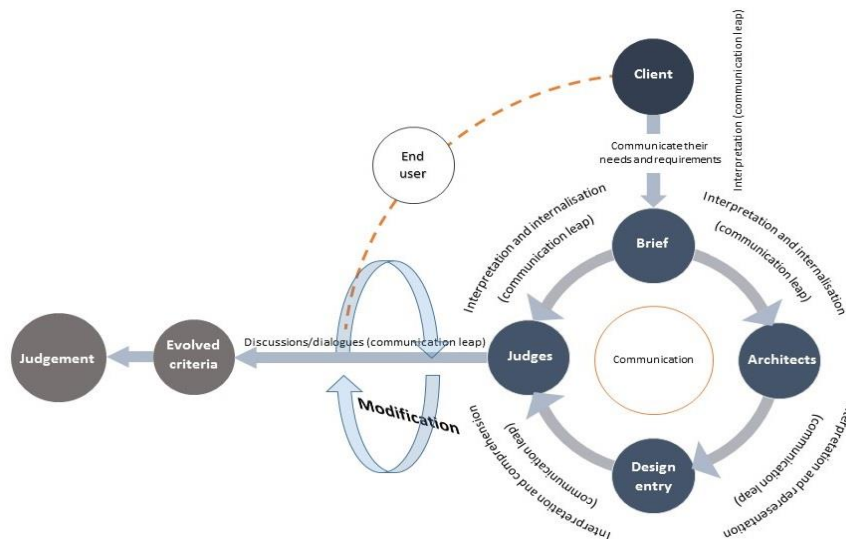 Client
Interpretation (communication leap)
Communicate their
needs and requirements
End
user
Interpretation and internalisation
(communication leap)
Brief
Interpretation and internalisation
(communication leap)
Judgement
Evolved
criteria
Discussions/dialogues (communication leap)
Judges
Communication
Architects
Modification
Interpretation and comprehension
(communication leap)
Design
entry
Interpretation and representation
(communication leap)